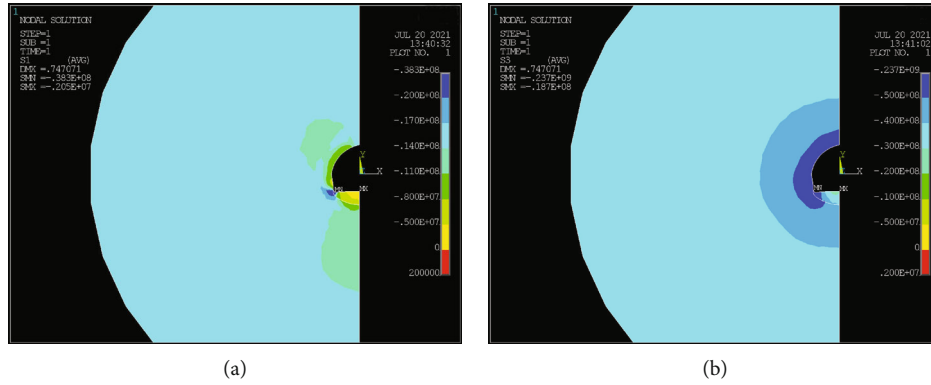 1
NODAL SOLUTION
STEP=1
SUB =1
TIME=1
S1 (AVG)
DMX =.747071
SMN =-.383E+08
SMX =-.205E+07
JUL 20 2021
13:40:32
PLOT NO. 1
-.383E+08
-.200E+08
-.170E+08
-.140E+08
-.110E+08
-.800E+07
-.500E+07
0
200000
Y
X
MN
MX
(a)
1
NODAL SOLUTION
STEP=1
SUB =1
TIME=1
S3 (AVG)
DMX =.747071
SMN =-.237E+09
SMX =-.187E+08
JUL 20 2021
13:41:02
PLOT NO. 1
-.237E+09
-.500E+08
-.400E+08
-.300E+08
-.200E+08
-.100E+08
-.500E+07
0
.200E+07
Y
X
MN
MX
(b)